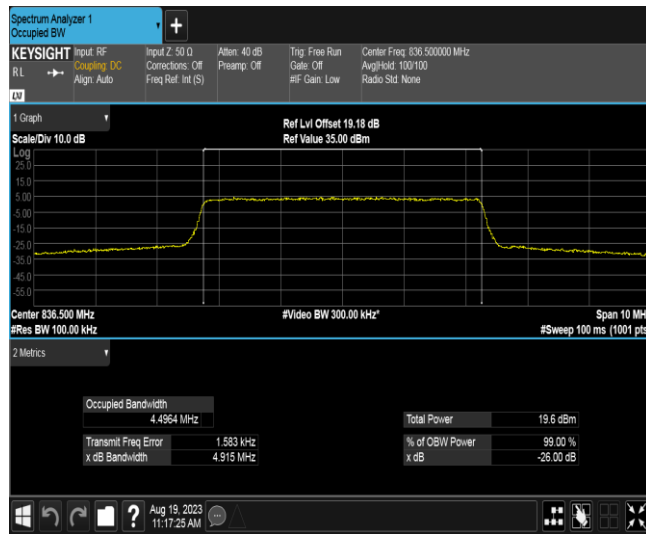 Spectrum Analyzer 1
Occupied BW
+
KEYSIGHT
RL
LXI
Input: RF
Coupling: DC
Align: Auto
Input Z: 50 Ω
Corrections: Off
Freq Ref: Int (S)
Atten: 40 dB
Preamp: Off
Trig: Free Run
Gate: Off
#IF Gain: Low
Center Freq: 836.500000 MHz
Avg|Hold: 100/100
Radio Std: None
1 Graph
Scale/Div 10.0 dB
Ref Lvl Offset 19.18 dB
Ref Value 35.00 dBm
Log
25.0
15.0
5.00
-5.00
-15.0
-25.0
-35.0
-45.0
-55.0
Center 836.500 MHz
#Video BW 300.00 kHz*
Span 10 MH
#Res BW 100.00 kHz
#Sweep 100 ms (1001 pts
2 Metrics
Occupied Bandwidth
4.4964 MHz
Total Power 19.6 dBm
Transmit Freq Error 1.583 kHz
% of OBW Power 99.00 %
x dB Bandwidth 4.915 MHz
x dB -26.00 dB
?
Aug 19, 2023
11:17:25 AM